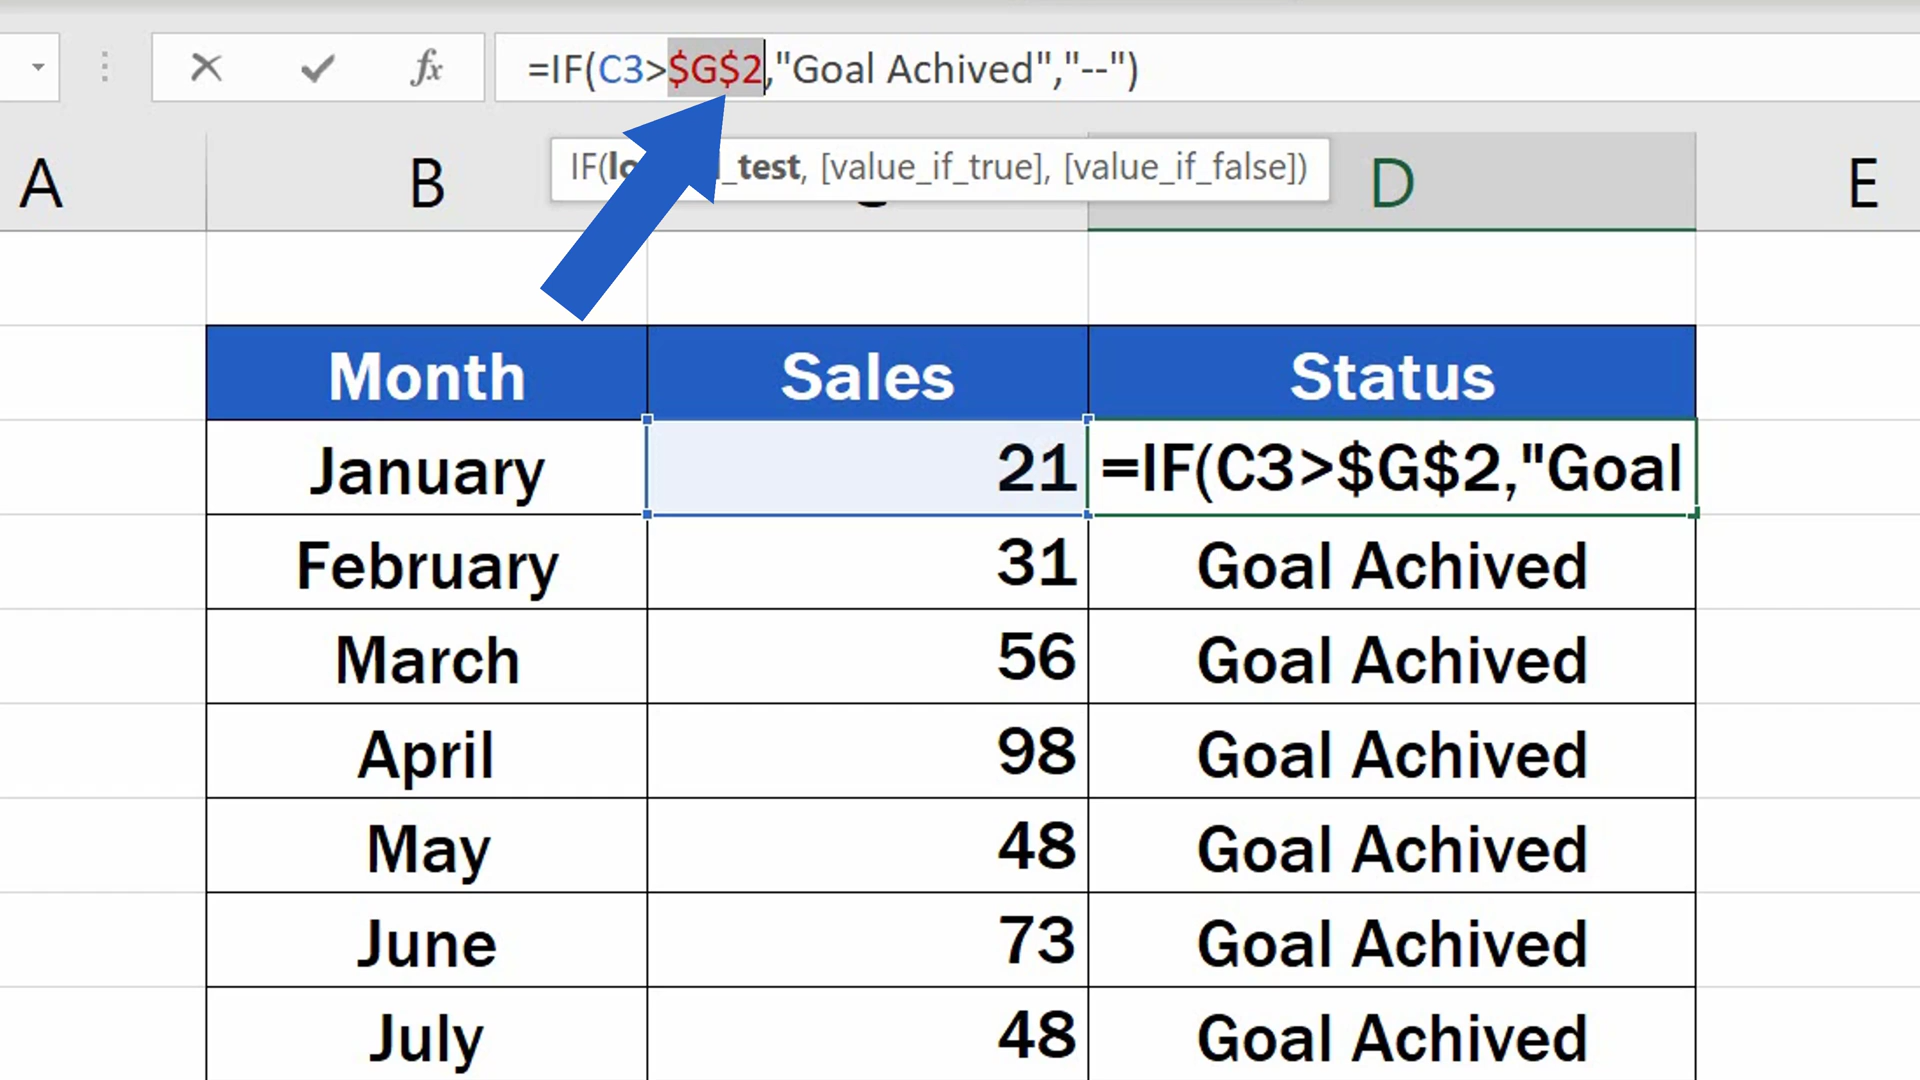 fx =IF(C3>$G$2,"Goal Achived","--")
IF( _test, [value_if_true], [value_if_false])
A B D E
Month Sales Status
January 21 =IF(C3>$G$2,"Goal
February 31 Goal Achived
March 56 Goal Achived
April 98 Goal Achived
May 48 Goal Achived
June 73 Goal Achived
July 48 Goal Achived